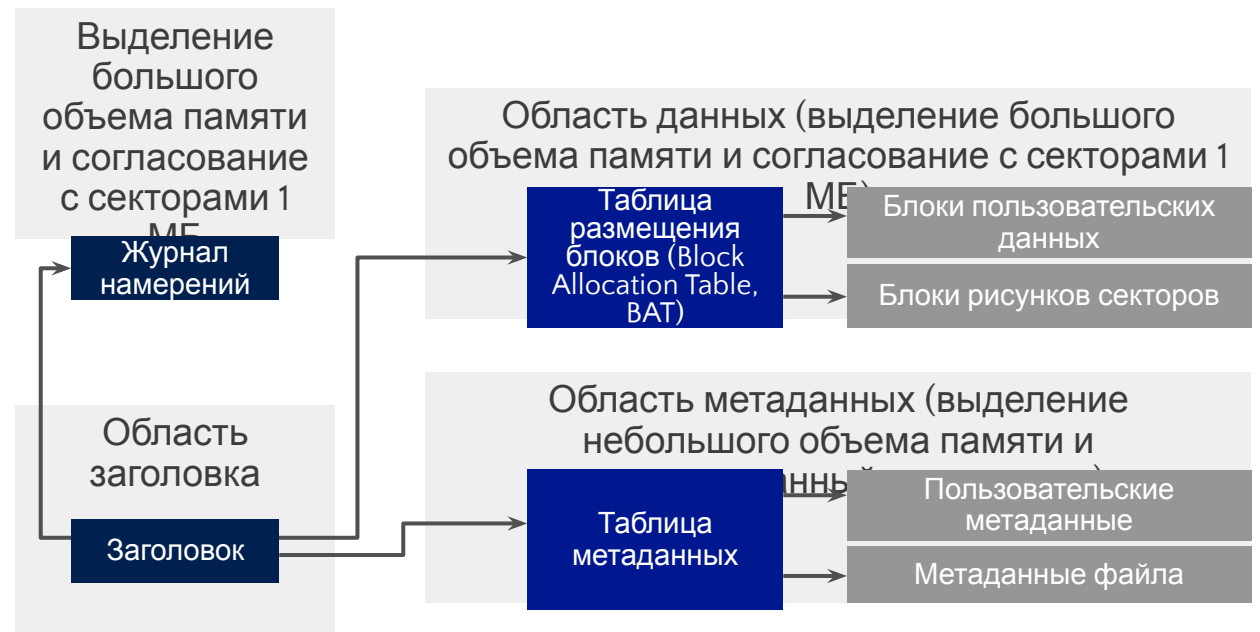 Выделение
большого
объема памяти
и согласование
с секторами 1
Журнал
намерений
Область
заголовка
Заголовок
Область данных (выделение большого
объема памяти и согласование с секторами 1
Таблица
размещения
блоков (Block
Allocation Table,
BAT)
Блоки пользовательских
данных
Блоки рисунков секторов
Область метаданных (выделение
небольшого объема памяти и
Таблица
метаданных
Пользовательские
метаданные
Метаданные файла